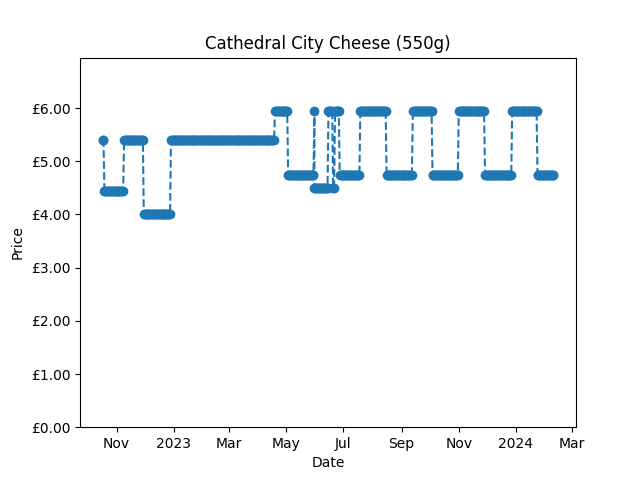 Cathedral City Cheese (550g)
£6.00
£5.00
£4.00
£3.00
£2.00
£1.00
£0.00
Price
Nov 2023 Mar May Jul Sep Nov 2024 Mar
Date